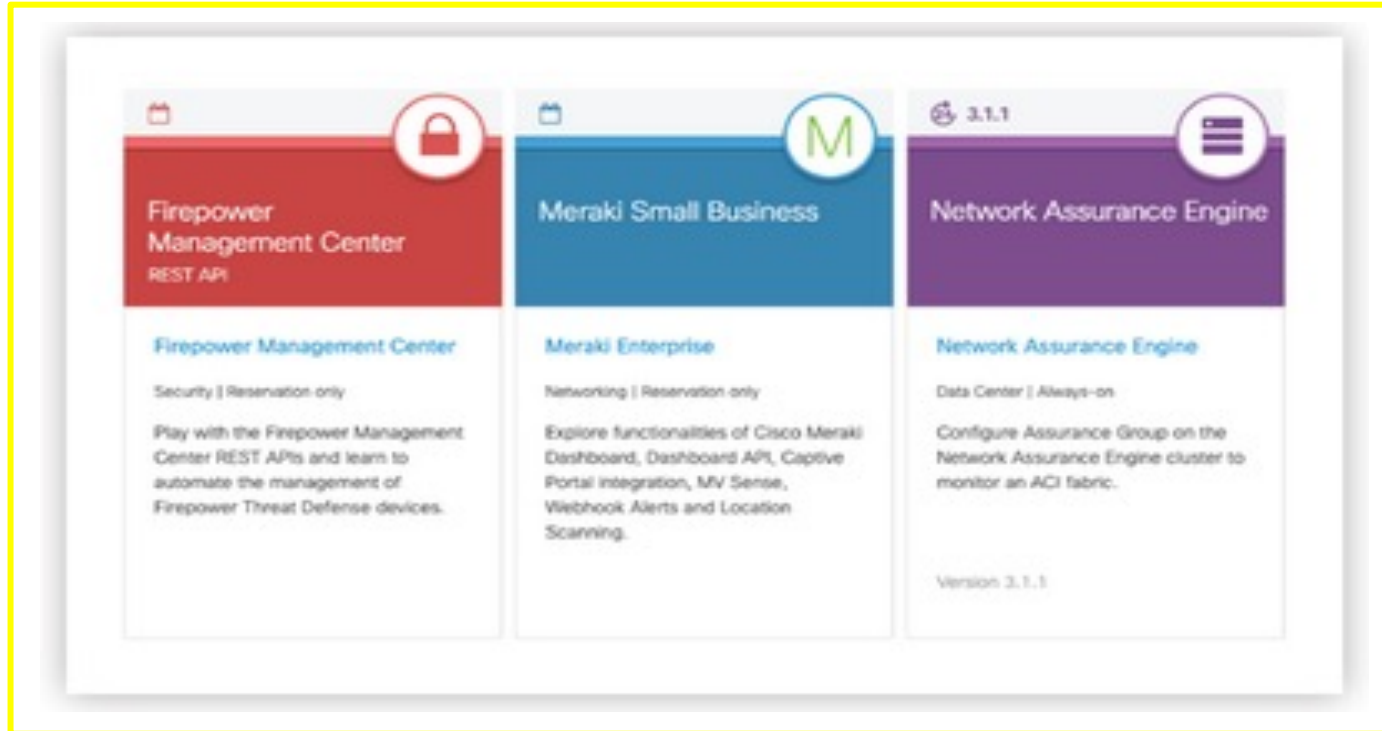 Firepower
Management Center
REST API
Firepower Management Center
Security | Reservation only
Play with the Firepower Management
Center REST APIs and learn to
automate the management of
Firepower Threat Defense devices.
M
Meraki Small Business
Meraki Enterprise
Networking | Reservation only
Explore functionalities of Cisco Meraki
Dashboard, Dashboard API, Captive
Portal integration, MV Sense,
Webhook Alerts and Location
Scanning.
3.1.1
Network Assurance Engine
Network Assurance Engine
Data Center | Always-on
Configure Assurance Group on the
Network Assurance Engine cluster to
monitor an ACI fabric.
Version 3.1.1